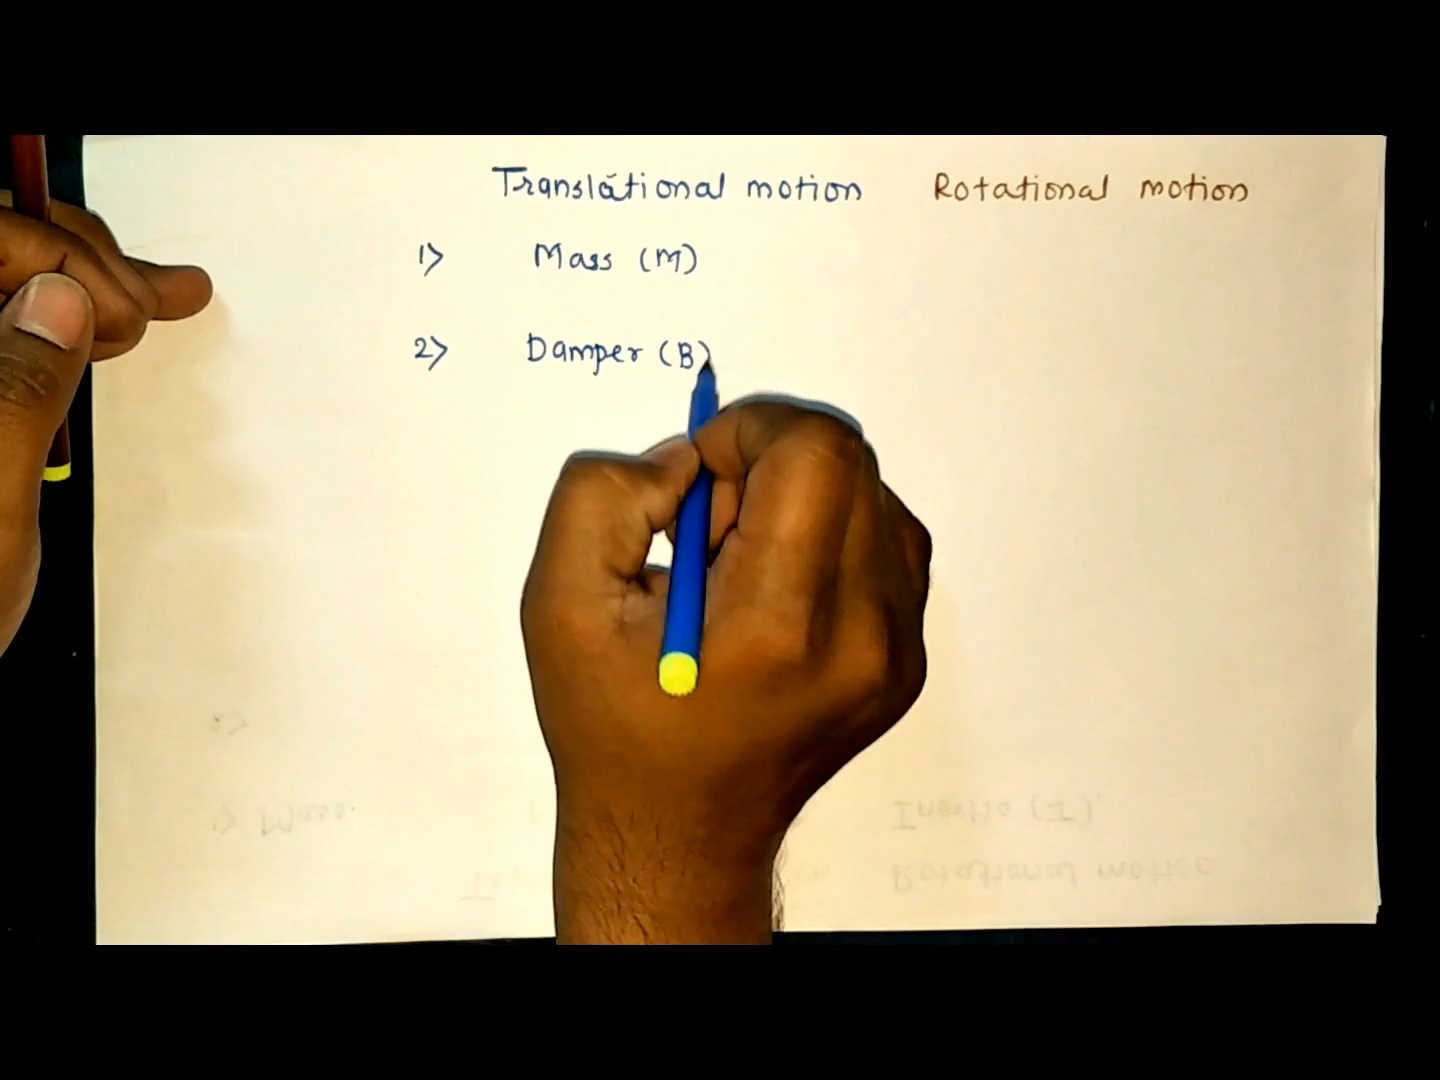 Translational motion Rotational motion
1> Mass (M)
2> Damper (B)